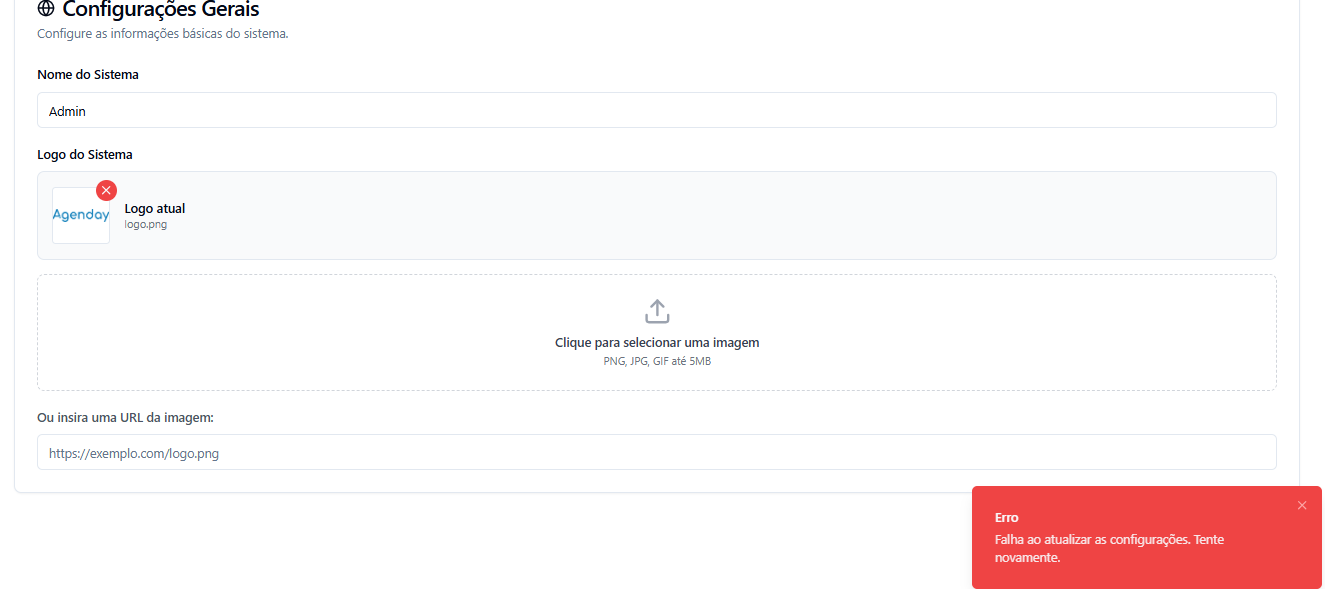 Configurações Gerais
Configure as informações básicas do sistema.
Nome do Sistema
Admin
Logo do Sistema
Agenday
Logo atual
logo.png
Clique para selecionar uma imagem
PNG, JPG, GIF até 5MB
Ou insira uma URL da imagem:
https://exemplo.com/logo.png
Erro
Falha ao atualizar as configurações. Tente
novamente.